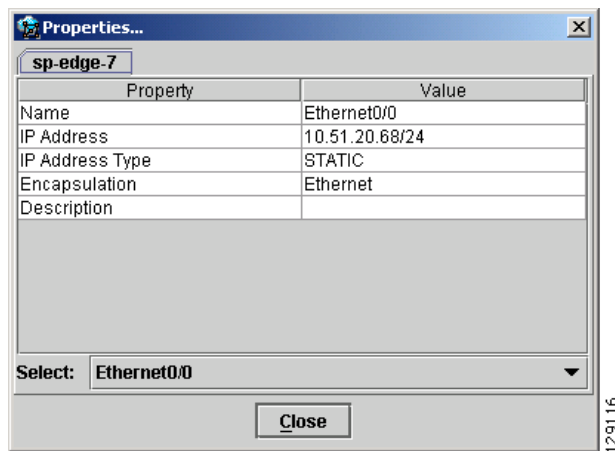 Properties...
sp-edge-7
Property Value
Name Ethernet0/0
IP Address 10.51.20.68/24
IP Address Type STATIC
Encapsulation Ethernet
Description
Select: Ethernet0/0
Close
129116